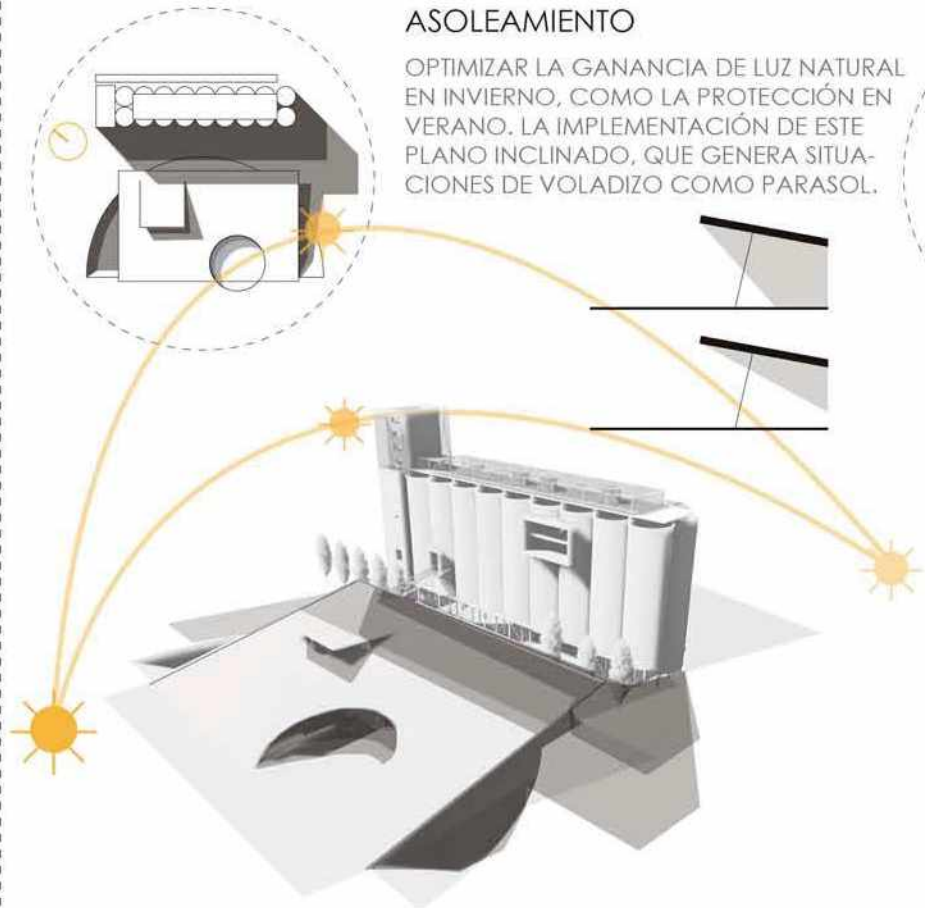 ASOLEAMIENTO
OPTIMIZAR LA GANANCIA DE LUZ NATURAL
EN INVIERNO, COMO LA PROTECCIÓN EN
VERANO. LA IMPLEMENTACIÓN DE ESTE
PLANO INCLINADO, QUE GENERA SITUA-
CIONES DE VOLADIZO COMO PARASOL.